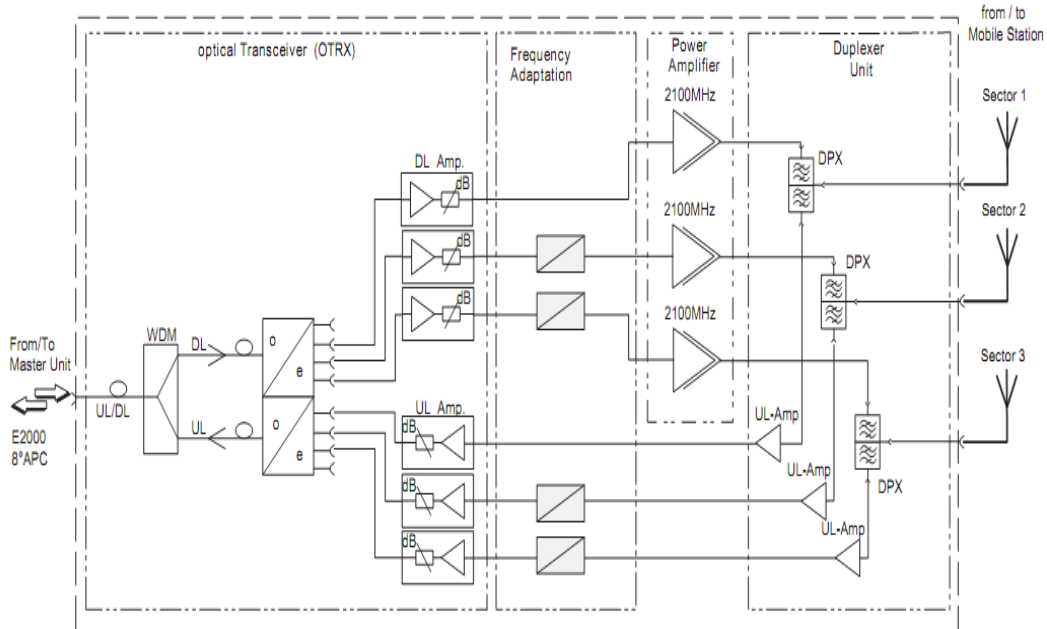 from / to
Mobile Station
optical Transceiver (OTRX)
Frequency
Adaptation
Power
Amplifier
Duplexer
Unit
2100MHz
Sector 1
DL Amp.
dB
DPX
2100MHz
Sector 2
dB
DPX
dB
2100MHz
WDM
From/To
Master Unit
DL
o
e
Sector 3
UL/DL
UL
o
e
UL Amp.
dB
UL-Amp
E2000
8°APC
UL-Amp
dB
DPX
UL-Amp
dB